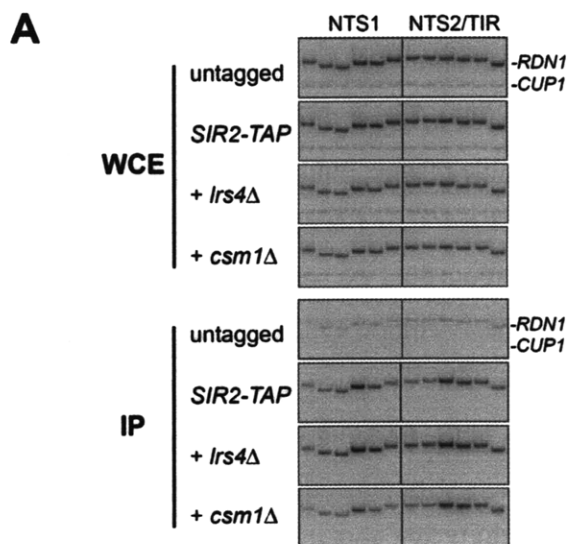 A
NTS1 NTS2/TIR
untagged -RDN1
-CUP1
SIR2-TAP
WCE
+ lrs4Δ
+ csm1Δ
untagged -RDN1
-CUP1
SIR2-TAP
IP
+ lrs4Δ
+ csm1Δ